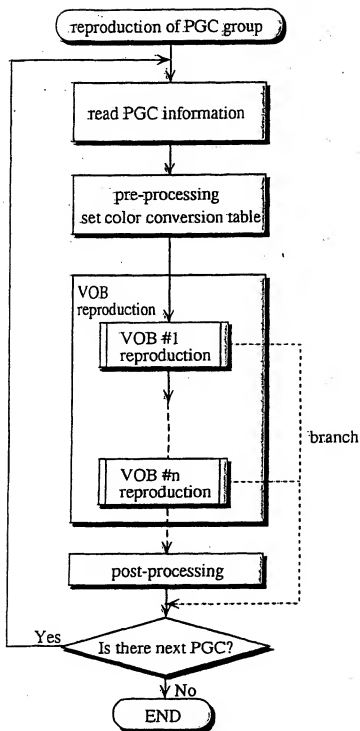 reproduction of PGC group
read PGC information
pre-processing
set color conversion table
VOB
reproduction
VOB #1
reproduction
branch
VOB #n
reproduction
post-processing
Yes
Is there next PGC?
No
END